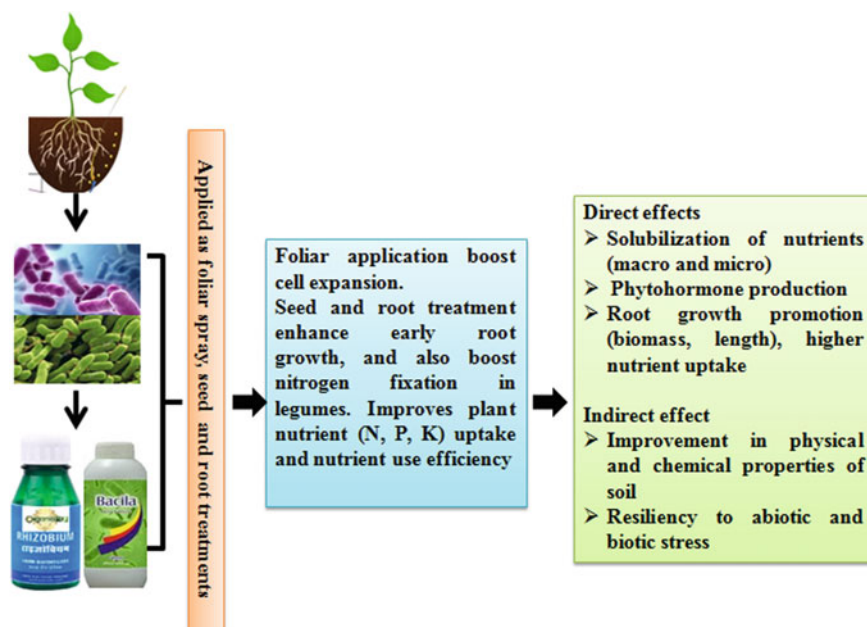 Applied as foliar spray, seed and root treatments
RHIZOBIUM
राइज़ोबियम
Bacila
Foliar application boost
cell expansion.
Seed and root treatment
enhance early root
growth, and also boost
nitrogen fixation in
legumes. Improves plant
nutrient (N, P, K) uptake
and nutrient use efficiency
Direct effects
➢ Solubilization of nutrients
(macro and micro)
➢ Phytohormone production
➢ Root growth promotion
(biomass, length), higher
nutrient uptake
Indirect effect
➢ Improvement in physical
and chemical properties of
soil
➢ Resiliency to abiotic and
biotic stress